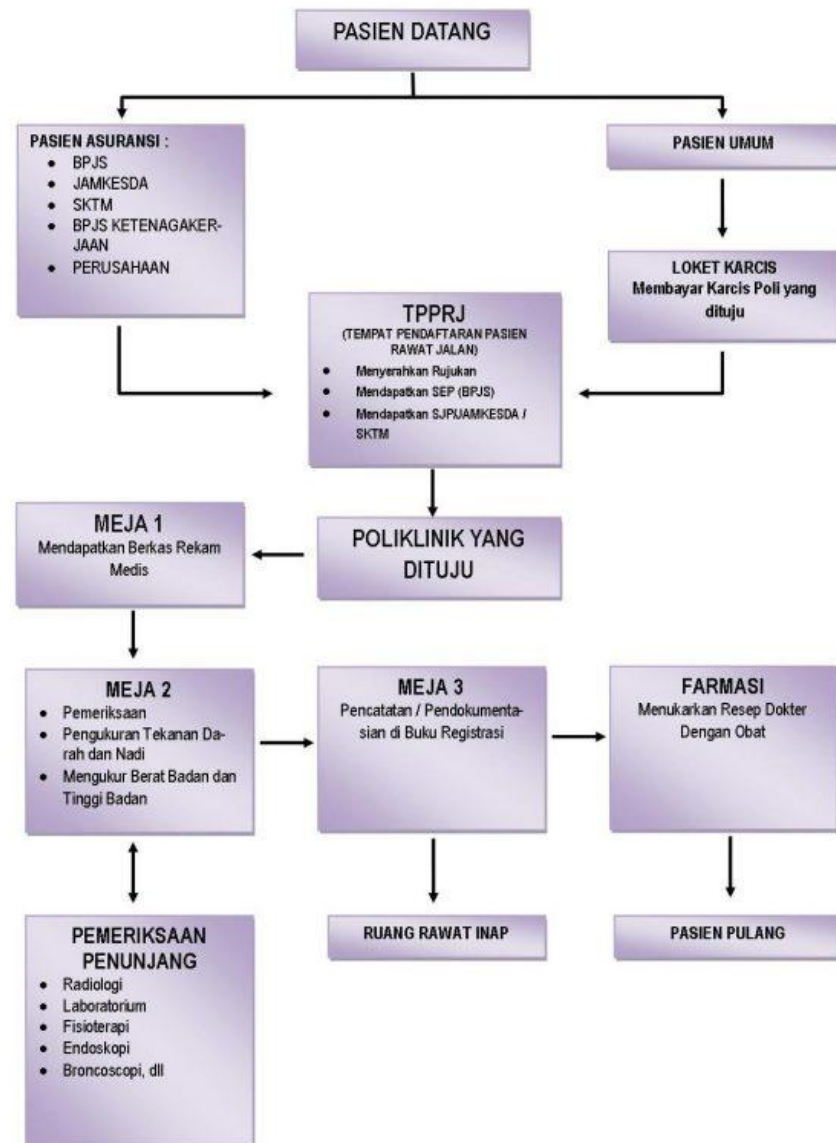 PASIEN DATANG
PASIEN ASURANSI :
• BPJS
• JAMKESDA
• SKTM
• BPJS KETENAGAKER-
JAAN
• PERUSAHAAN
PASIEN UMUM
LOKET KARCIS
Membayar Karcis Poli yang
dituju
TPPRJ
(TEMPAT PENDAFTARAN PASIEN
RAWAT JALAN)
• Menyerahkan Rujukan
• Mendapatkan SEP (BPJS)
• Mendapatkan SJP/JAMKESDA /
SKTM
POLIKLINIK YANG
DITUJU
MEJA 1
Mendapatkan Berkas Rekam
Medis
MEJA 2
• Pemeriksaan
• Pengukuran Tekanan Da-
rah dan Nadi
• Mengukur Berat Badan dan
Tinggi Badan
MEJA 3
Pencatatan / Pendokumenta-
sian di Buku Registrasi
FARMASI
Menukarkan Resep Dokter
Dengan Obat
PEMERIKSAAN
PENUNJANG
• Radiologi
• Laboratorium
• Fisioterapi
• Endoskopi
• Broncoscopi, dll
RUANG RAWAT INAP
PASIEN PULANG